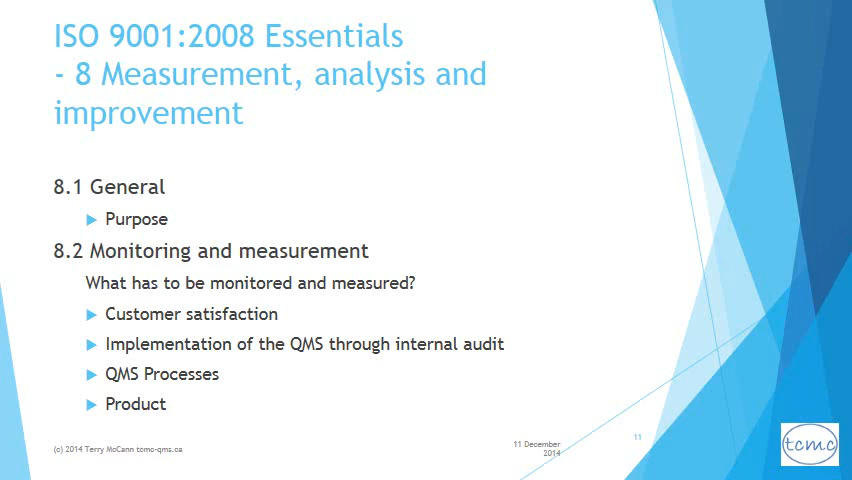 ISO 9001:2008 Essentials
- 8 Measurement, analysis and
improvement
8.1 General
Purpose
8.2 Monitoring and measurement
What has to be monitored and measured?
Customer satisfaction
Implementation of the QMS through internal audit
QMS Processes
Product
(c) 2014 Terry McCann tcmc-qms.ca
11 December
2014
11
tcmc